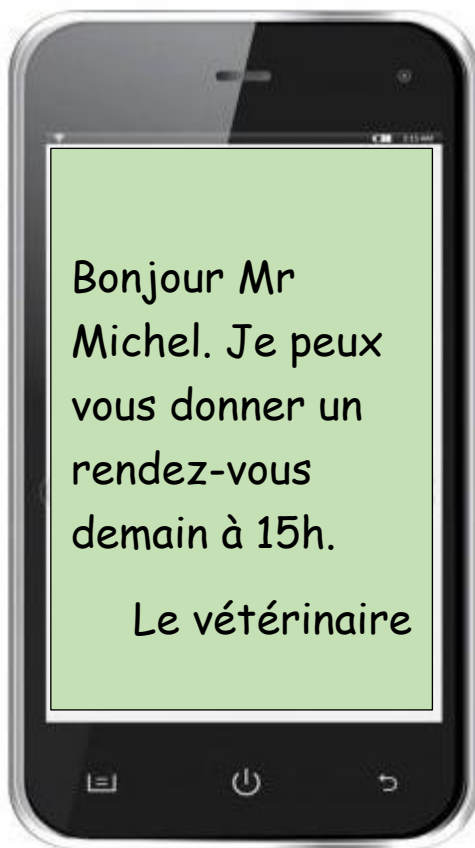 Bonjour Mr
Michel. Je peux
vous donner un
rendez-vous
demain à 15h.
Le vétérinaire